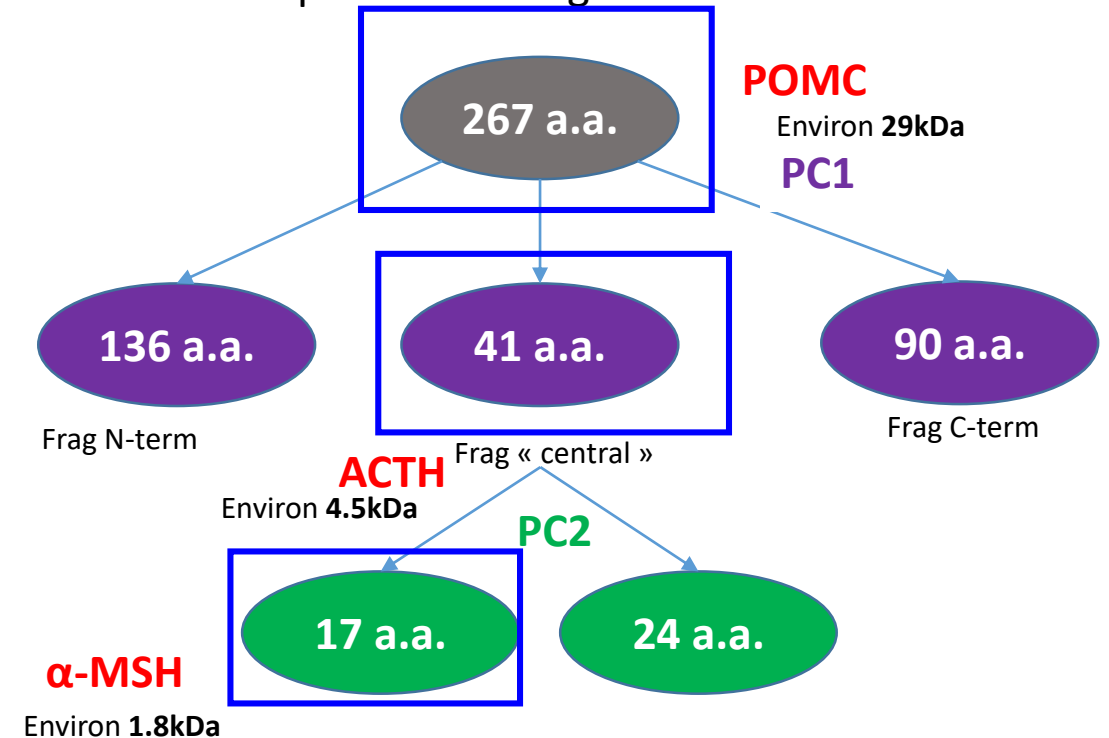 267 a.a.
POMC
Environ 29kDa
PC1
136 a.a.
41 a.a.
90 a.a.
Frag N-term
Frag « central »
Frag C-term
ACTH
Environ 4.5kDa
PC2
17 a.a.
24 a.a.
α-MSH
Environ 1.8kDa